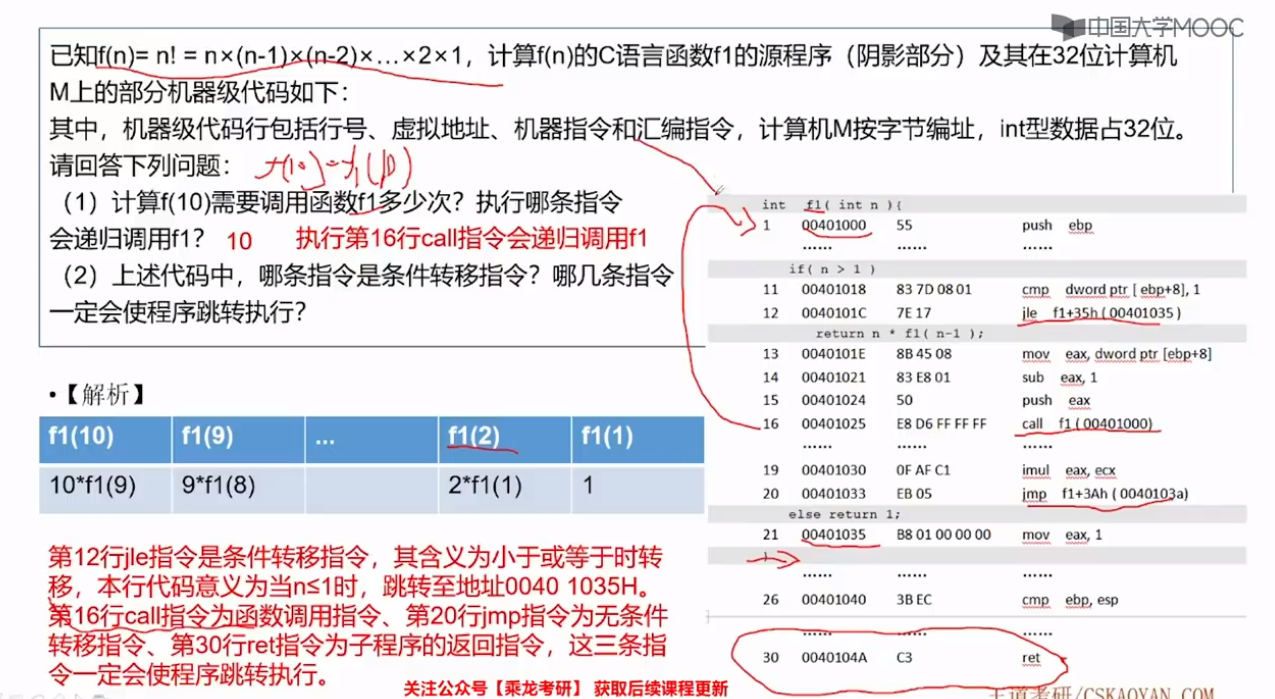 中国大学MOOC
已知f(n)= n! = n×(n-1)×(n-2)×…×2×1，计算f(n)的C语言函数f1的源程序（阴影部分）及其在32位计算机
M上的部分机器级代码如下：
其中，机器级代码行包括行号、虚拟地址、机器指令和汇编指令，计算机M按字节编址，int型数据占32位。
请回答下列问题：
（1）计算f(10)需要调用函数f1多少次？执行哪条指令
会递归调用f1？ 10 执行第16行call指令会递归调用f1
（2）上述代码中，哪条指令是条件转移指令？哪几条指令
一定会使程序跳转执行？
int f1( int n ){
1 00401000 55 push ebp
…… …… ……
if( n > 1 )
11 00401018 83 7D 08 01 cmp dword ptr [ ebp+8], 1
12 0040101C 7E 17 jle f1+35h ( 00401035 )
return n * f1( n-1 );
13 0040101E 8B 45 08 mov eax, dword ptr [ebp+8]
14 00401021 83 E8 01 sub eax, 1
15 00401024 50 push eax
16 00401025 E8 D6 FF FF FF call f1 ( 00401000)
…… …… ……
19 00401030 0F AF C1 imul eax, ecx
20 00401033 EB 05 jmp f1+3Ah ( 0040103a)
else return 1;
21 00401035 B8 01 00 00 00 mov eax, 1
}
…… …… ……
26 00401040 3B EC cmp ebp, esp
…… …… ……
30 0040104A C3 ret
•【解析】
f1(10) f1(9) ... f1(2) f1(1)
10*f1(9) 9*f1(8) 2*f1(1) 1
第12行jle指令是条件转移指令，其含义为小于或等于时转
移，本行代码意义为当n≤1时，跳转至地址0040 1035H。
第16行call指令为函数调用指令、第20行jmp指令为无条件
转移指令、第30行ret指令为子程序的返回指令，这三条指
令一定会使程序跳转执行。
关注公众号【乘龙考研】 获取后续课程更新
王道考研/CSKAOYAN.COM